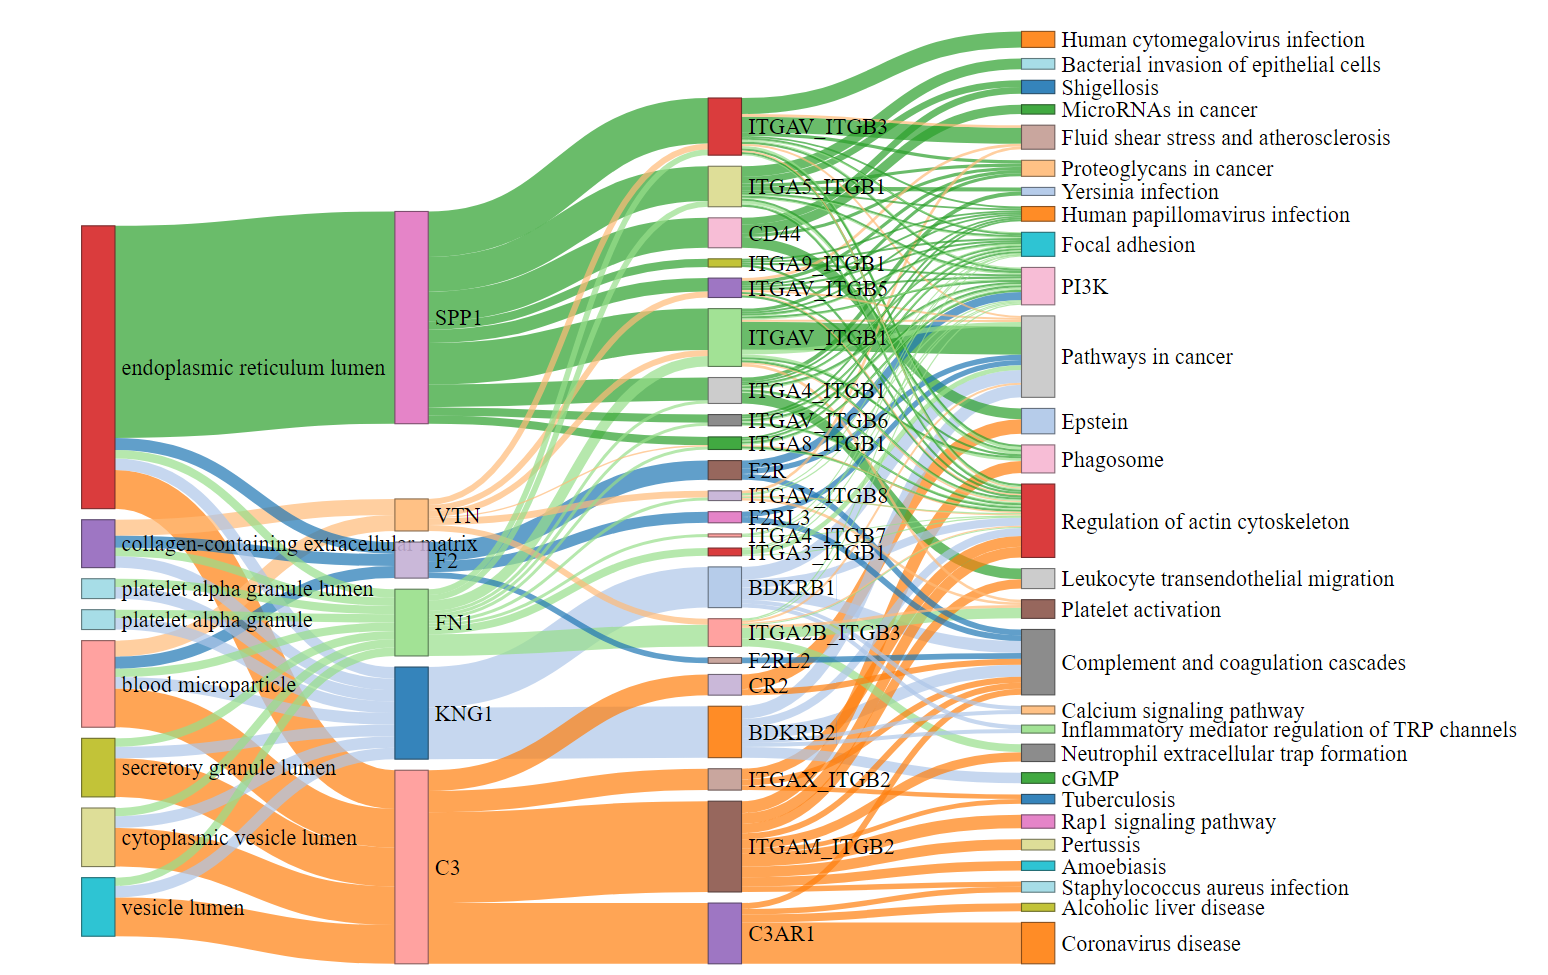 endoplasmic reticulum lumen
collagen-containing extracellular matrix
platelet alpha granule lumen
platelet alpha granule
blood microparticle
secretory granule lumen
cytoplasmic vesicle lumen
vesicle lumen
SPP1
VTN
F2
FN1
KNG1
C3
ITGAV_ITGB3
ITGA5_ITGB1
CD44
ITGA9_ITGB1
ITGAV_ITGB5
ITGAV_ITGB1
ITGA4_ITGB1
ITGAV_ITGB6
ITGA8_ITGB1
F2R
ITGAV_ITGB8
F2RL3
ITGA4_ITGB7
ITGA3_ITGB1
BDKRB1
ITGA2B_ITGB3
F2RL2
CR2
BDKRB2
ITGAX_ITGB2
ITGAM_ITGB2
C3AR1
Human cytomegalovirus infection
Bacterial invasion of epithelial cells
Shigellosis
MicroRNAs in cancer
Fluid shear stress and atherosclerosis
Proteoglycans in cancer
Yersinia infection
Human papillomavirus infection
Focal adhesion
PI3K
Pathways in cancer
Epstein
Phagosome
Regulation of actin cytoskeleton
Leukocyte transendothelial migration
Platelet activation
Complement and coagulation cascades
Calcium signaling pathway
Inflammatory mediator regulation of TRP channels
Neutrophil extracellular trap formation
cGMP
Tuberculosis
Rap1 signaling pathway
Pertussis
Amoebiasis
Staphylococcus aureus infection
Alcoholic liver disease
Coronavirus disease